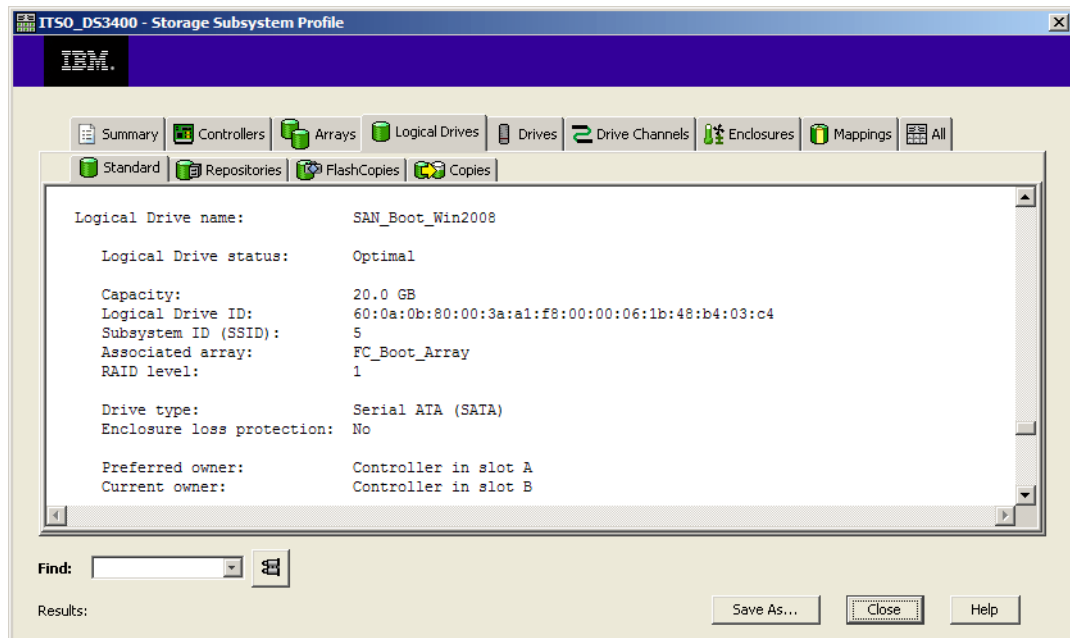 ITSO_DS3400 - Storage Subsystem Profile
IBM.
Summary Controllers Arrays Logical Drives Drives Drive Channels Enclosures Mappings All
Standard Repositories FlashCopies Copies
Logical Drive name: SAN_Boot_Win2008
Logical Drive status: Optimal
Capacity: 20.0 GB
Logical Drive ID: 60:0a:0b:80:00:3a:a1:f8:00:00:06:1b:48:b4:03:c4
Subsystem ID (SSID): 5
Associated array: FC_Boot_Array
RAID level: 1
Drive type: Serial ATA (SATA)
Enclosure loss protection: No
Preferred owner: Controller in slot A
Current owner: Controller in slot B
Find:
Results:
Save As... Close Help